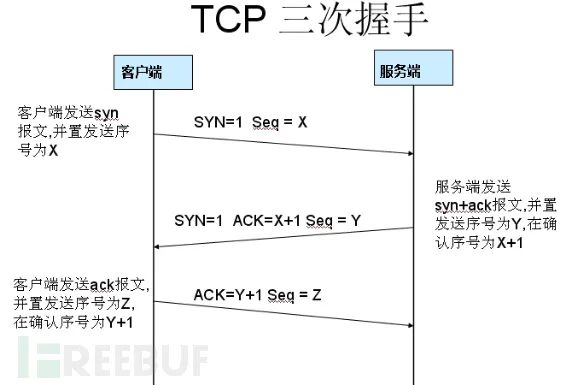 TCP 三次握手
客户端
服务端
客户端发送syn
报文,并置发送序
号为X
SYN=1 Seq = X
服务端发送
syn+ack报文,并置
发送序号为Y,在确
认序号为X+1
SYN=1 ACK=X+1 Seq = Y
客户端发送ack报文,
并置发送序号为Z,
在确认序号为Y+1
ACK=Y+1 Seq = Z
FREEBUF